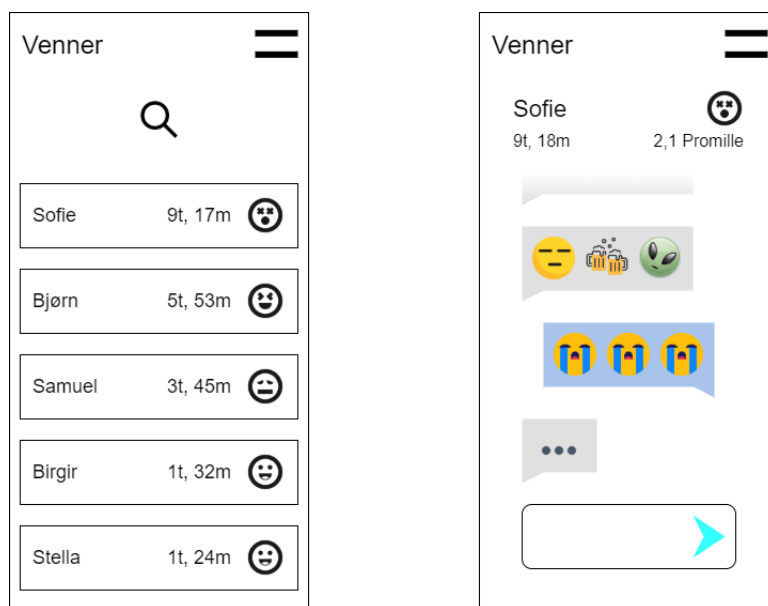 Venner
Sofie 9t, 17m
Bjørn 5t, 53m
Samuel 3t, 45m
Birgir 1t, 32m
Stella 1t, 24m
Venner
Sofie
9t, 18m 2,1 Promille